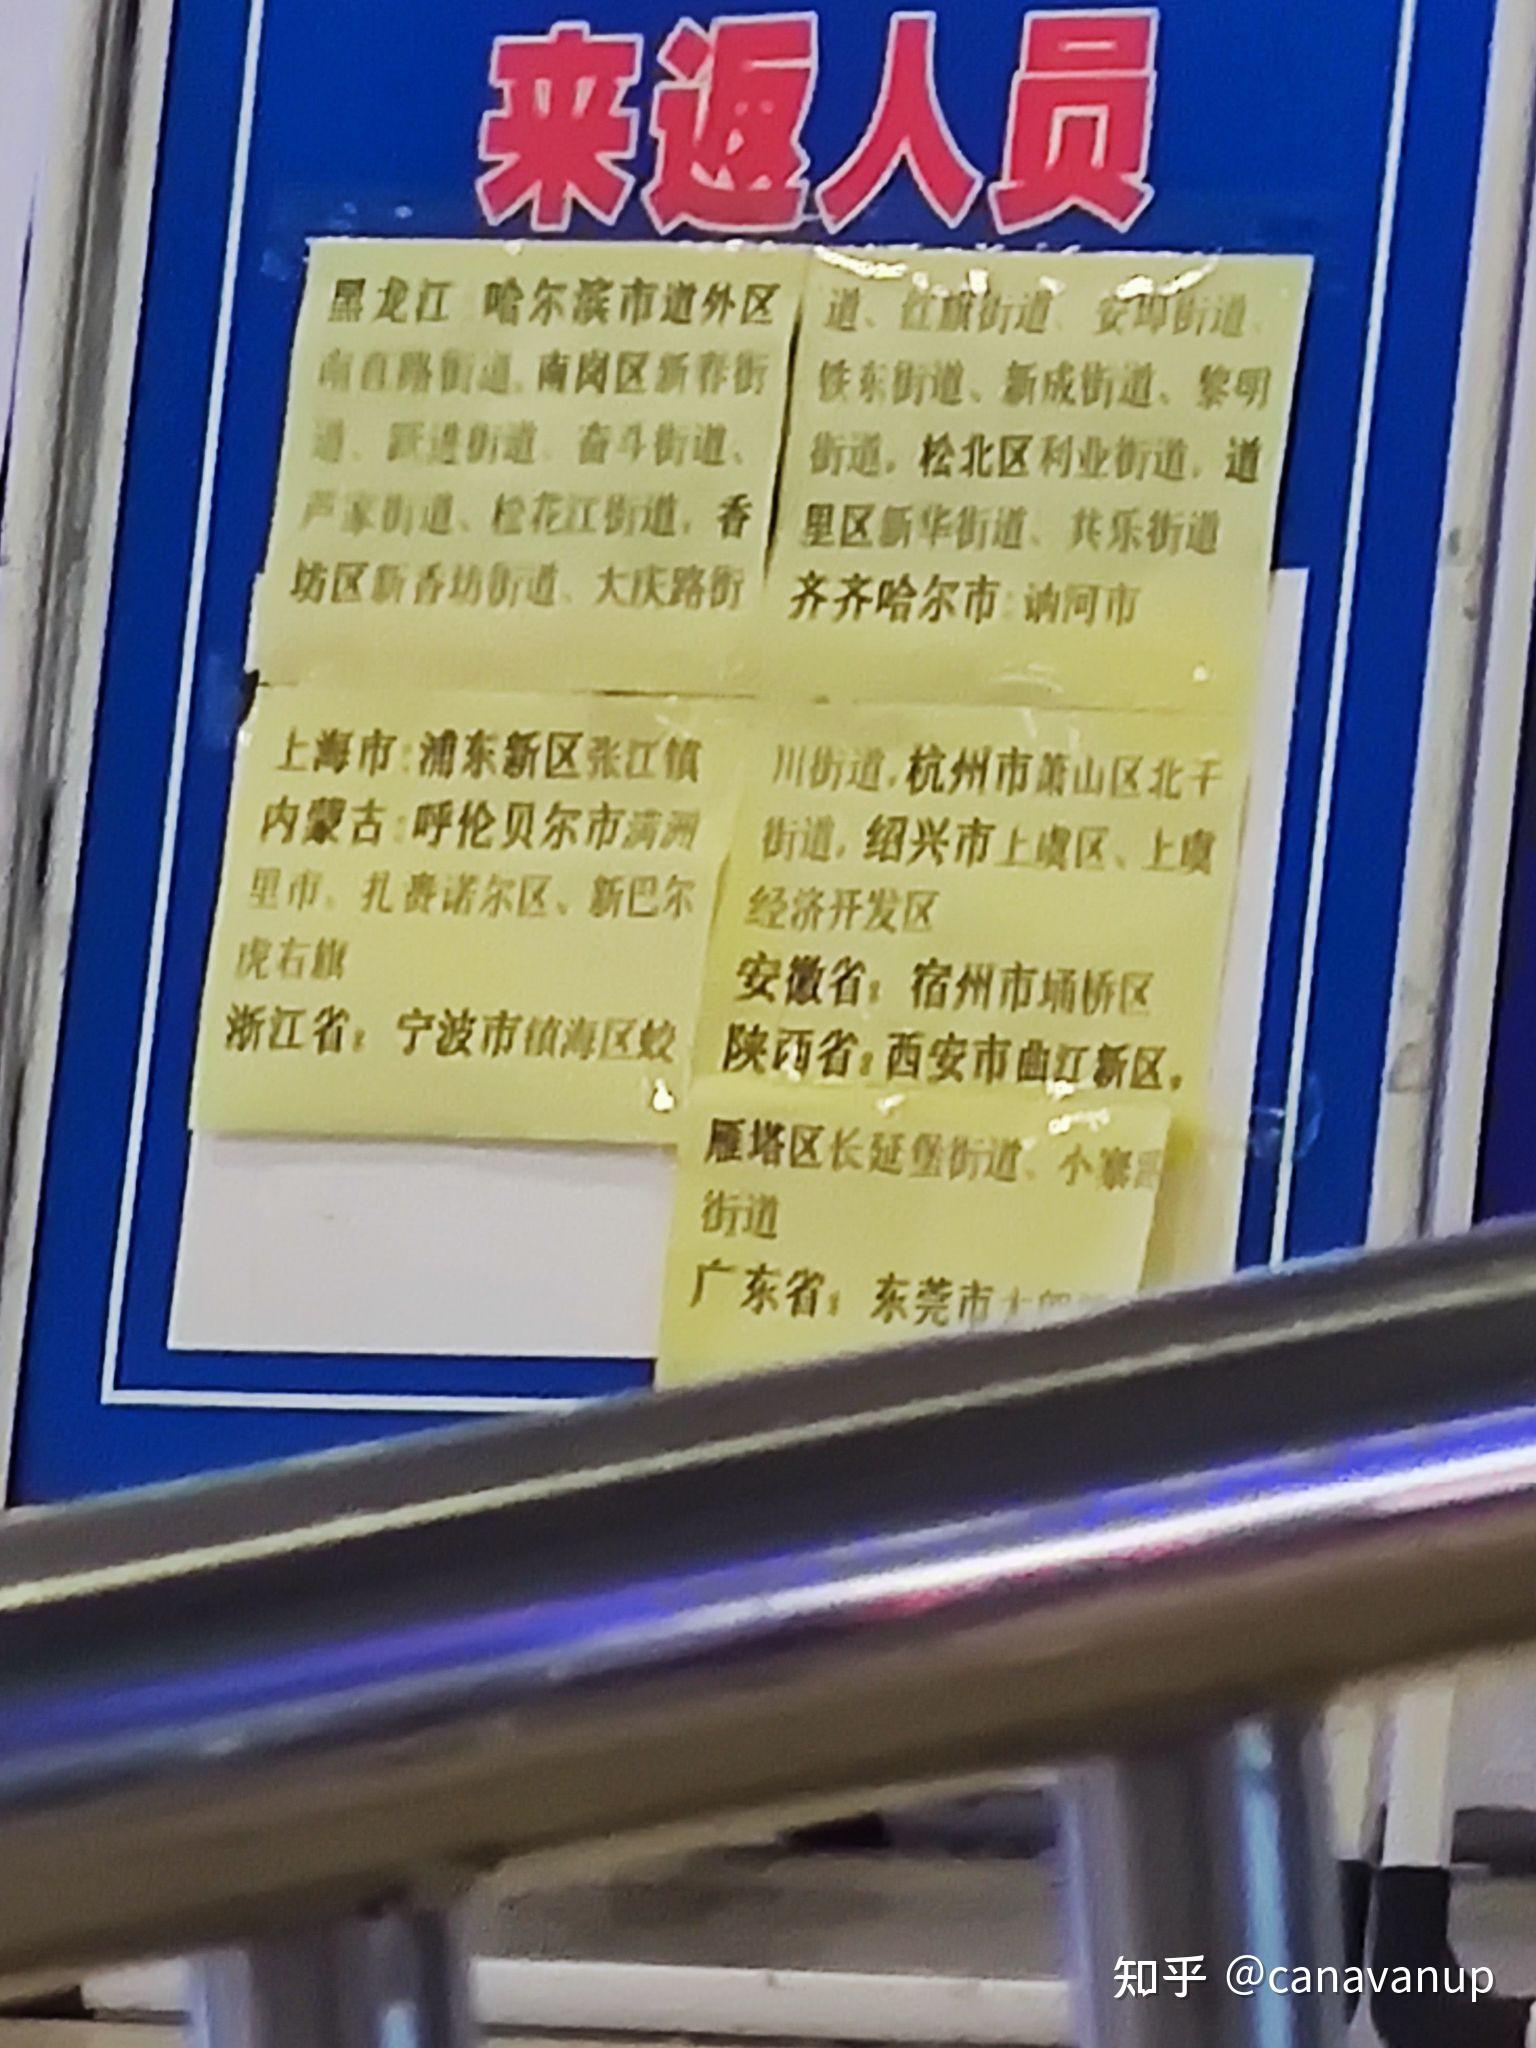 来返人员
黑龙江 哈尔滨市道外区
南直路街道,南岗区新春街
道、跃进街道、奋斗街道、
芦家街道、松花江街道,香
坊区新香坊街道、大庆路街
道、红旗街道、安埠街道、
铁东街道、新成街道、黎明
街道,松北区利业街道,道
里区新华街道、共乐街道
齐齐哈尔市:讷河市
上海市:浦东新区张江镇
内蒙古:呼伦贝尔市满洲
里市、扎赉诺尔区、新巴尔
虎右旗
浙江省:宁波市镇海区蛟
川街道,杭州市萧山区北干
街道,绍兴市上虞区、上虞
经济开发区
安徽省:宿州市埇桥区
陕西省:西安市曲江新区,
雁塔区长延堡街道、小寨路
街道
广东省:东莞市大
知乎 @canavanup